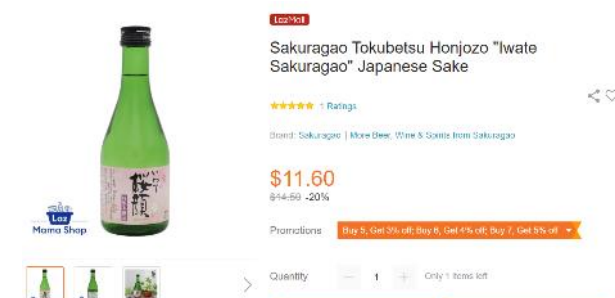 LazMall
Sakuragao Tokubetsu Honjozo "Iwate
Sakuragao" Japanese Sake
1 Ratings
Brand: Sakuragao | More Beer, Wine & Spirits from Sakuragao
$11.60
$14.50 -20%
Promotions
Buy 5, Get 3% off; Buy 6, Get 4% off; Buy 7, Get 5% off
Quantity
1
Only 1 items left
桜顔
Laz
Mama Shop